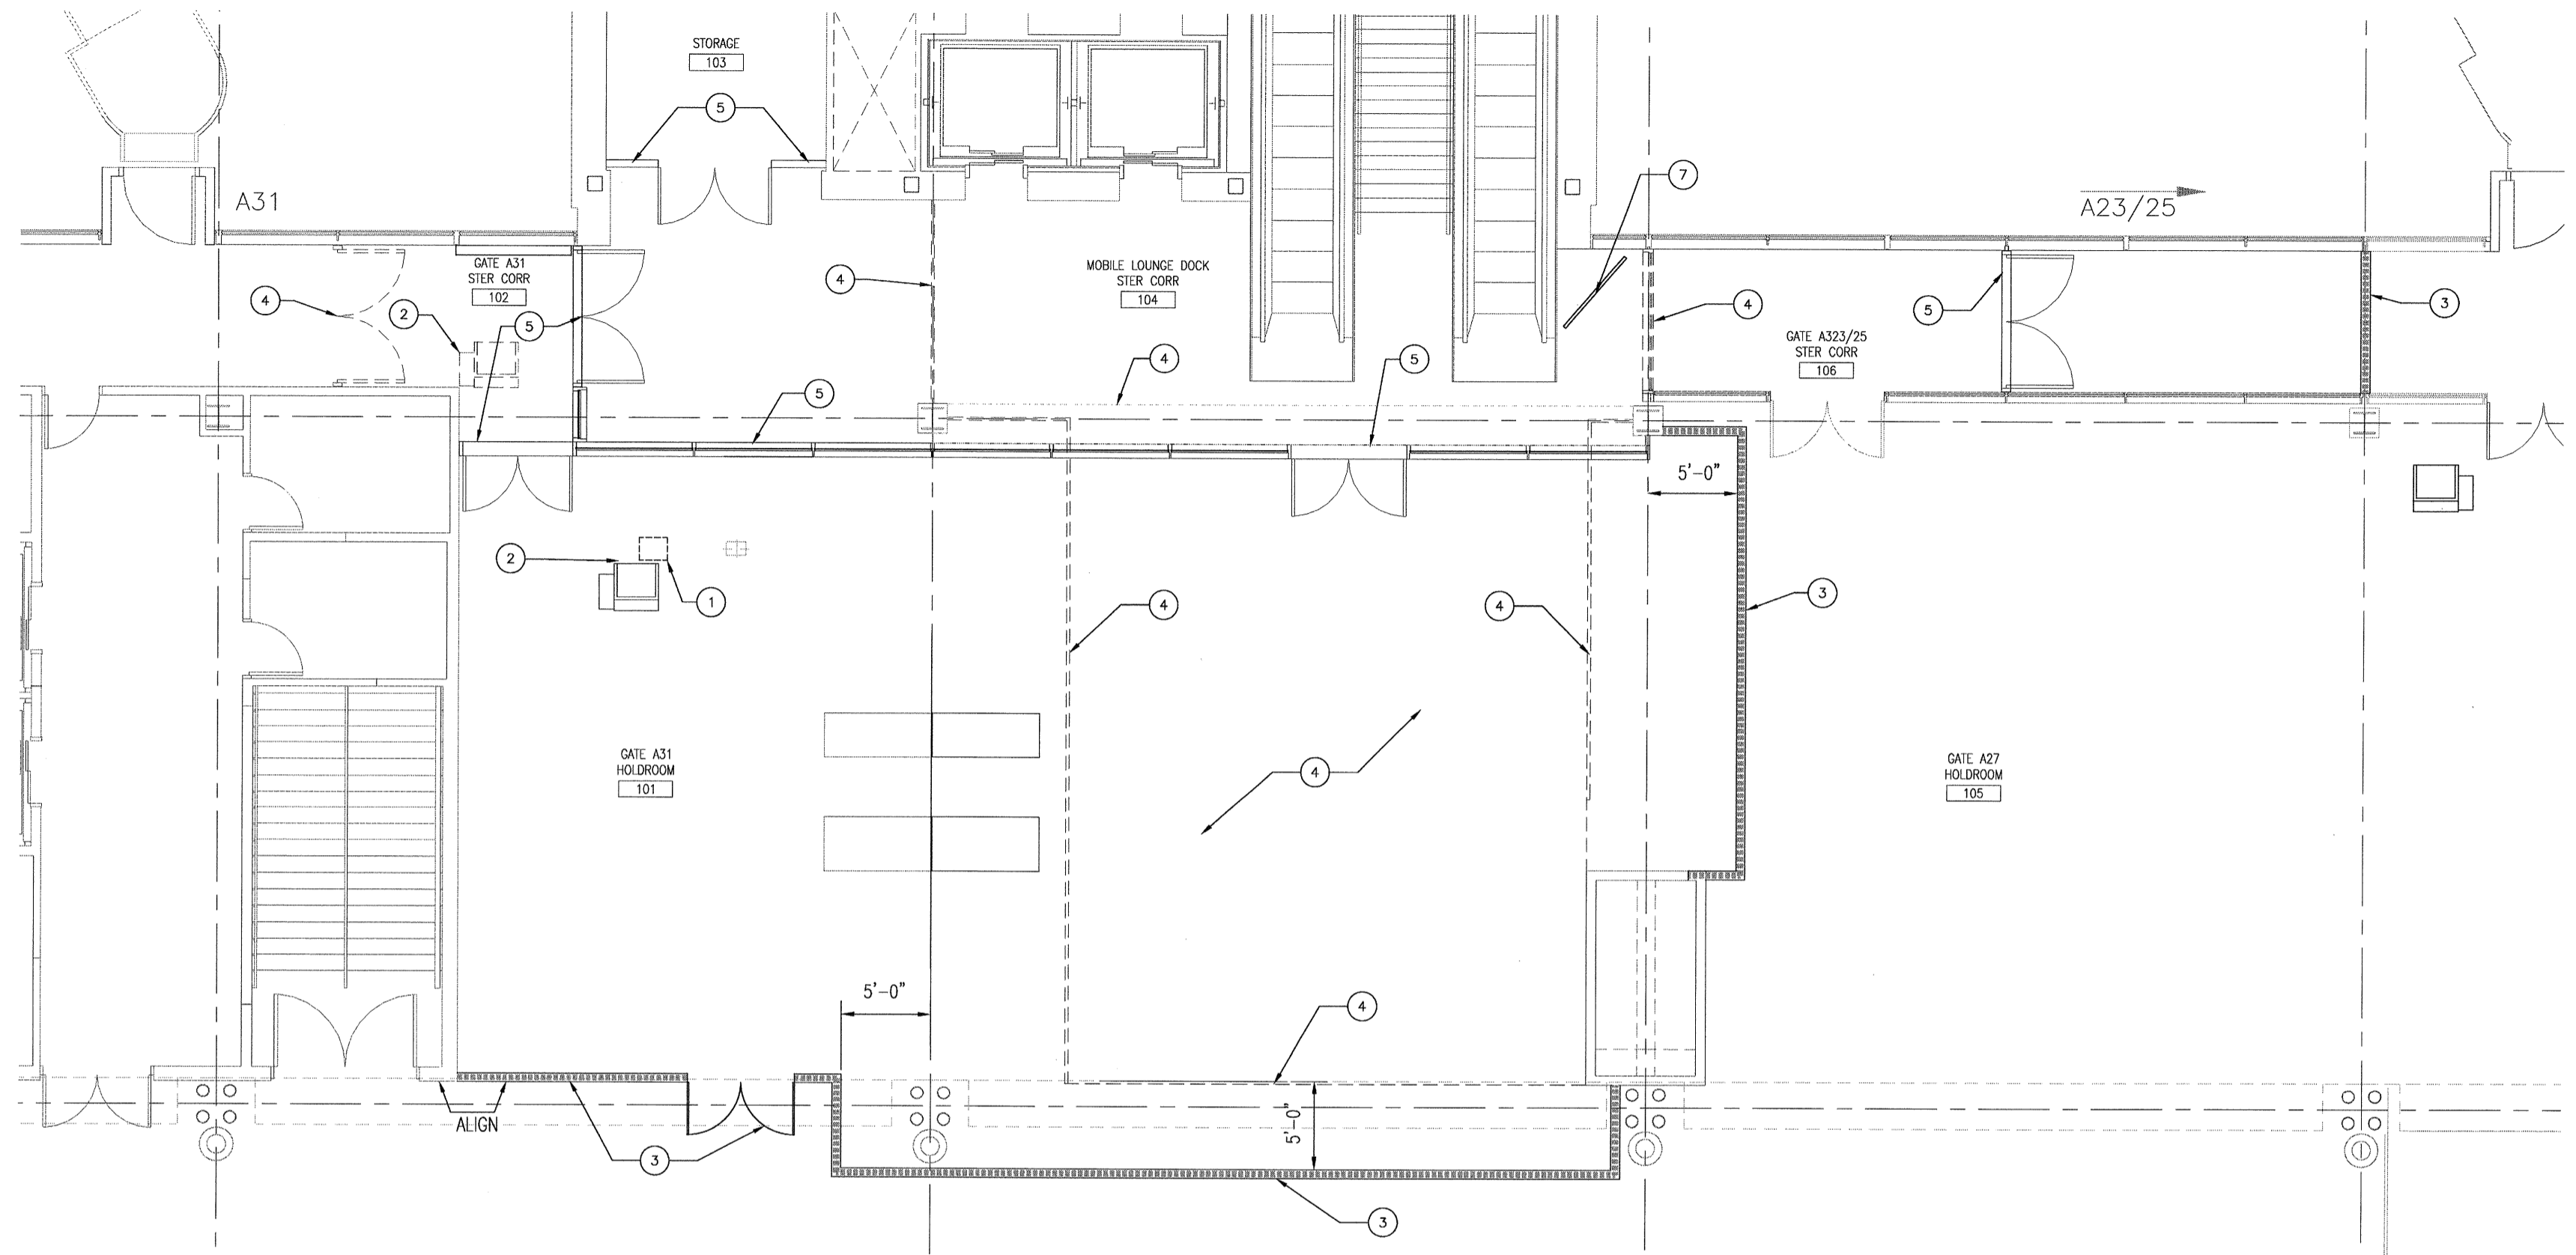 STORAGE
103
5
7
A31
A23/25
GATE A31
STER CORR
102
4
MOBILE LOUNGE DOCK
STER CORR
104
4
2
5
4
5
3
GATE A323/25
STER CORR
106
4
5
5
5'-0"
2
1
4
4
3
GATE A31
HOLDROOM
101
4
GATE A27
HOLDROOM
105
5'-0"
4
5'-0"
ALIGN
3
3